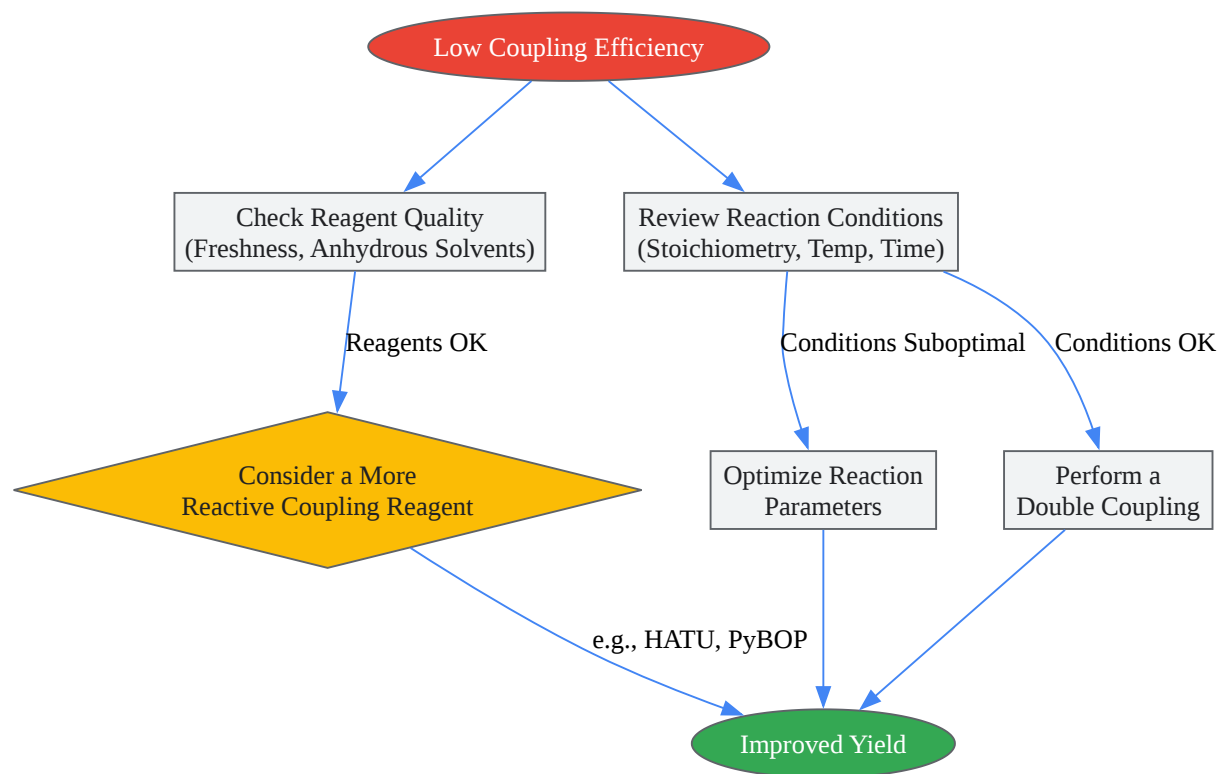 Low Coupling Efficiency
Check Reagent Quality
(Freshness, Anhydrous Solvents)
Review Reaction Conditions
(Stoichiometry, Temp, Time)
Reagents OK
Conditions Suboptimal
Conditions OK
Consider a More
Reactive Coupling Reagent
Optimize Reaction
Parameters
Perform a
Double Coupling
e.g., HATU, PyBOP
Improved Yield